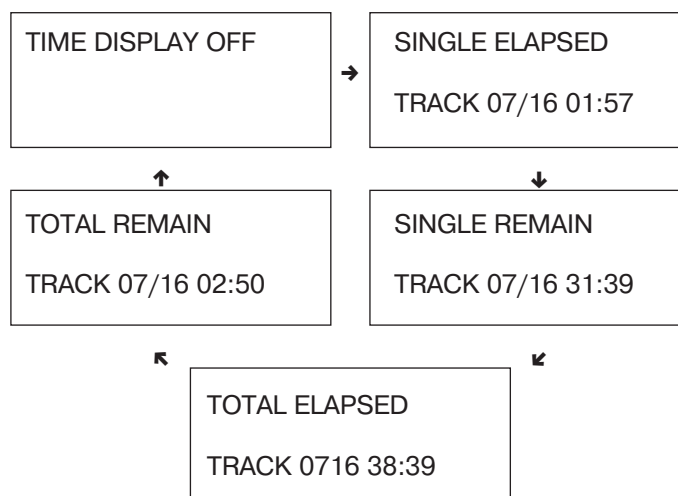 TIME DISPLAY OFF
SINGLE ELAPSED
TRACK 07/16 01:57
SINGLE REMAIN
TRACK 07/16 31:39
TOTAL ELAPSED
TRACK 0716 38:39
TOTAL REMAIN
TRACK 07/16 02:50